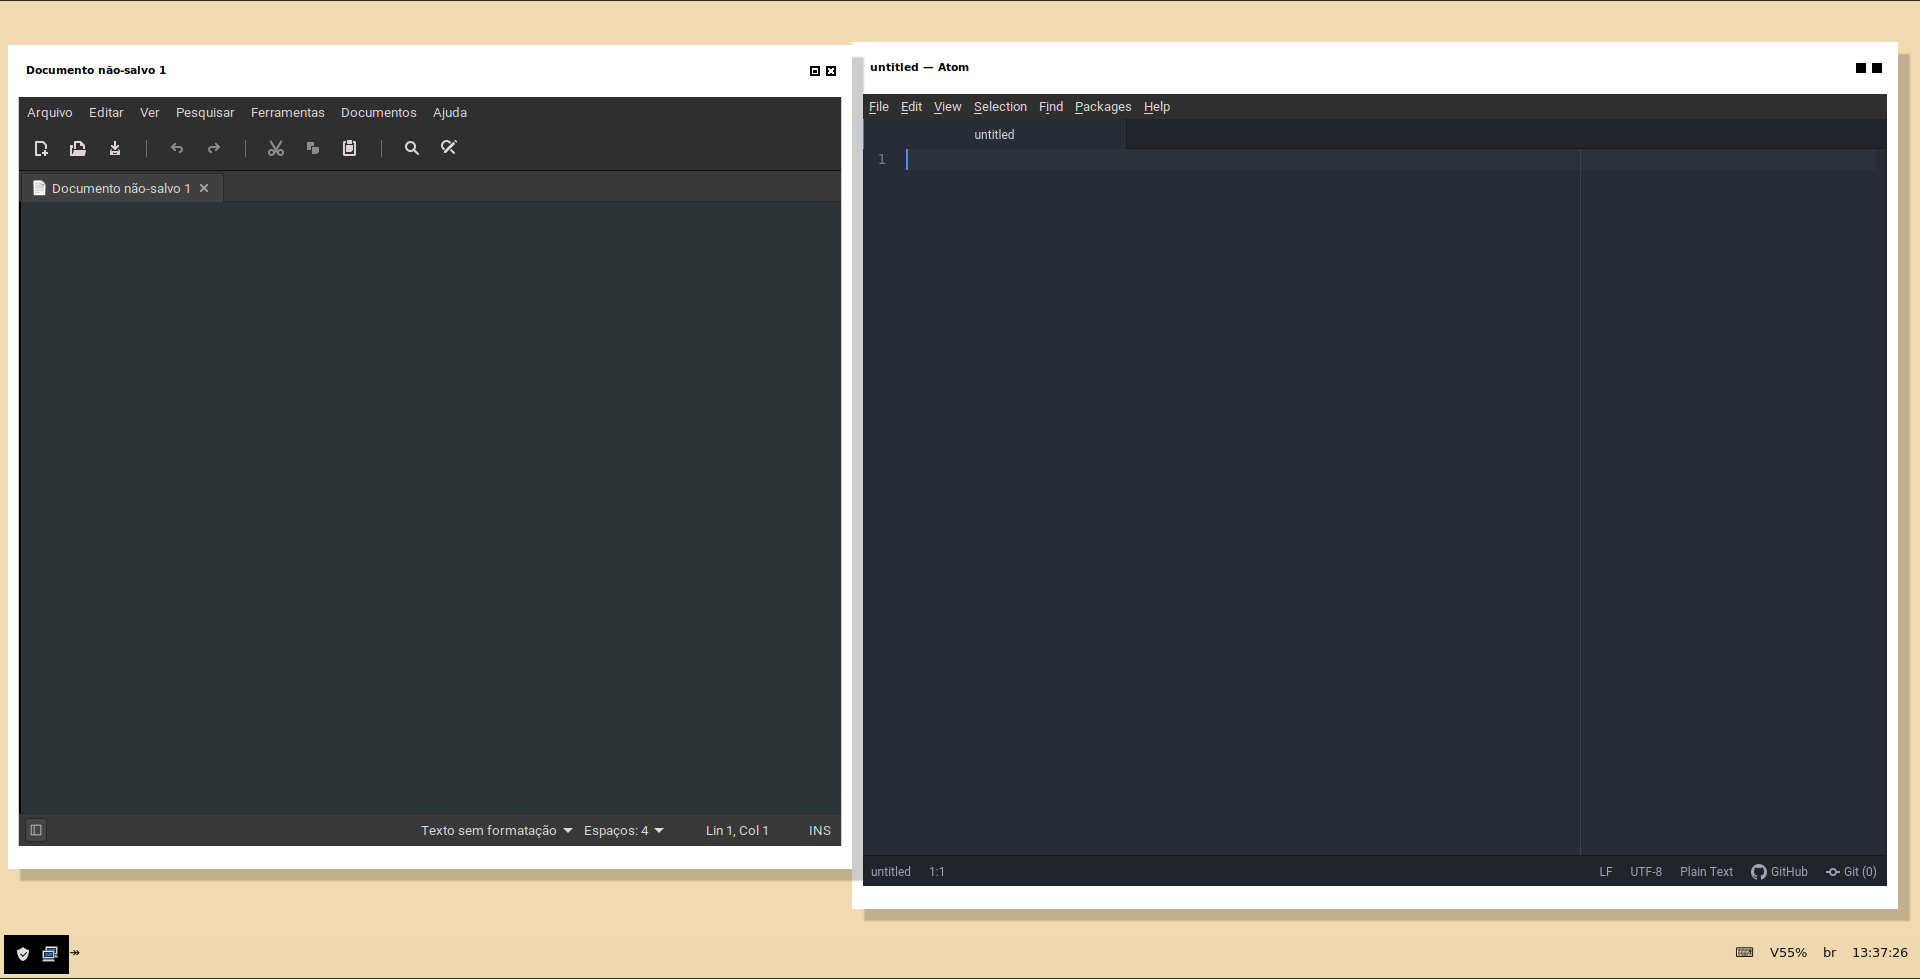 Documento não-salvo 1
Arquivo Editar Ver Pesquisar Ferramentas Documentos Ajuda
Documento não-salvo 1
Texto sem formatação Espaços: 4 Lin 1, Col 1 INS
untitled — Atom
File Edit View Selection Find Packages Help
untitled
1
untitled 1:1 LF UTF-8 Plain Text GitHub Git (0)
V55% br 13:37:26